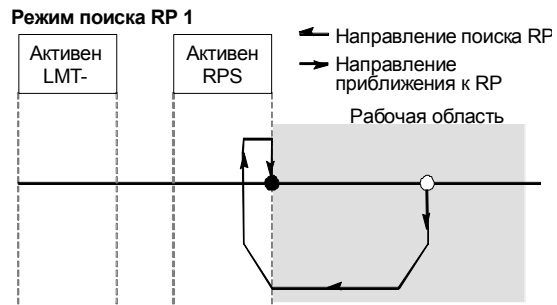 Режим поиска RP 1
Активен
LMT-
Активен
RPS
Направление поиска RP
Направление
приближения к RP
Рабочая область